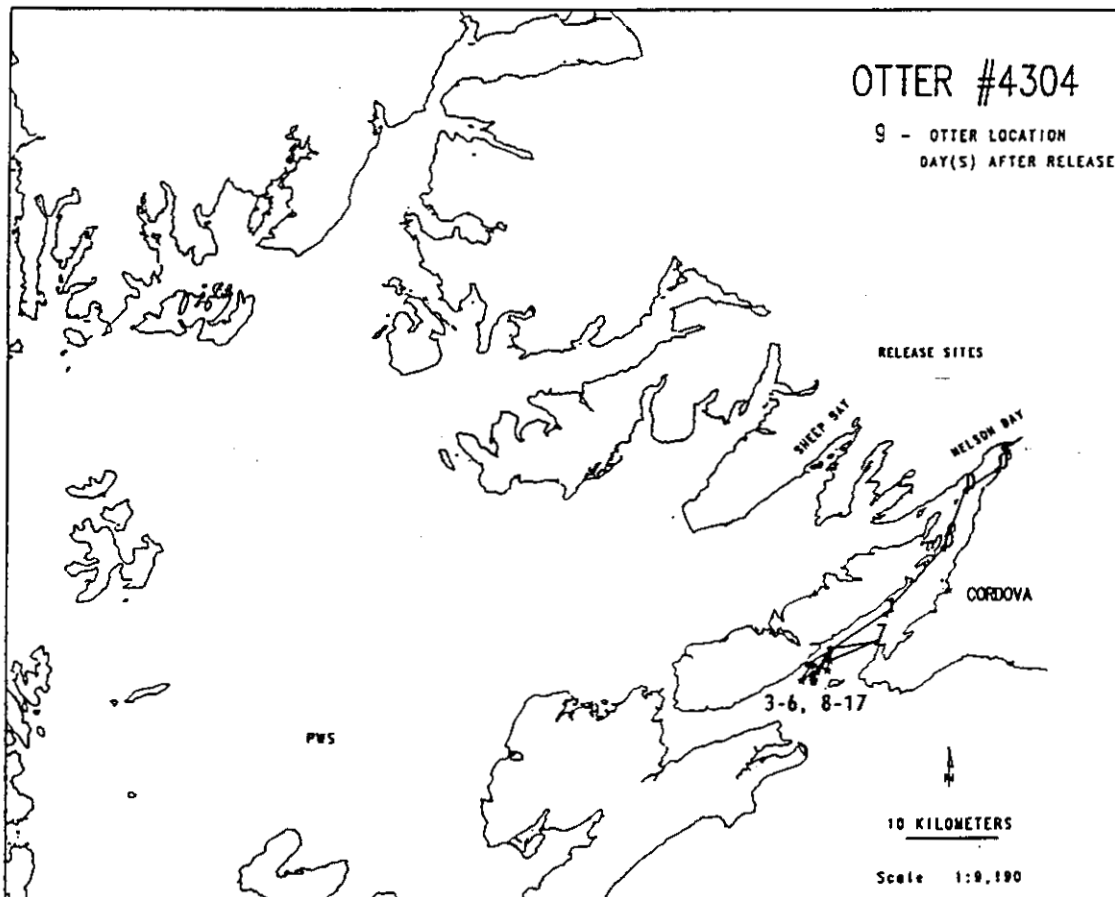 OTTER #4304
9 - OTTER LOCATION
DAY(S) AFTER RELEASE
RELEASE SITES
SHEEP BAY
NELSON BAY
CORDOVA
7
3-6, 8-17
PWS
10 KILOMETERS
Scale 1:9,190